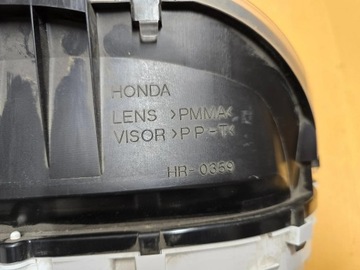 HONDA
LENS >PMMA<
VISOR >PP-T<
HR-0359